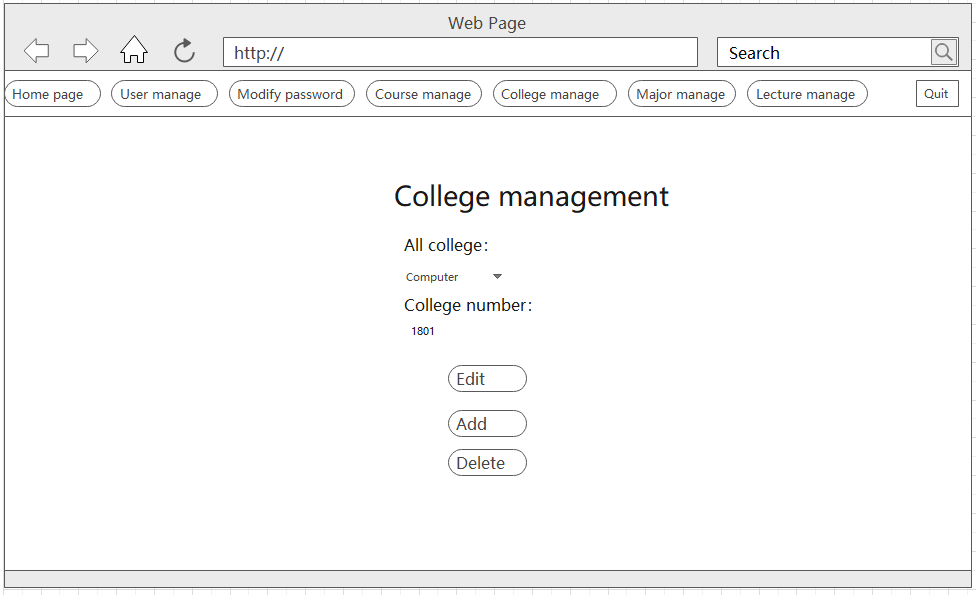 Web Page
http://
Search
Home page
User manage
Modify password
Course manage
College manage
Major manage
Lecture manage
Quit
College management
All college:
Computer
College number:
1801
Edit
Add
Delete